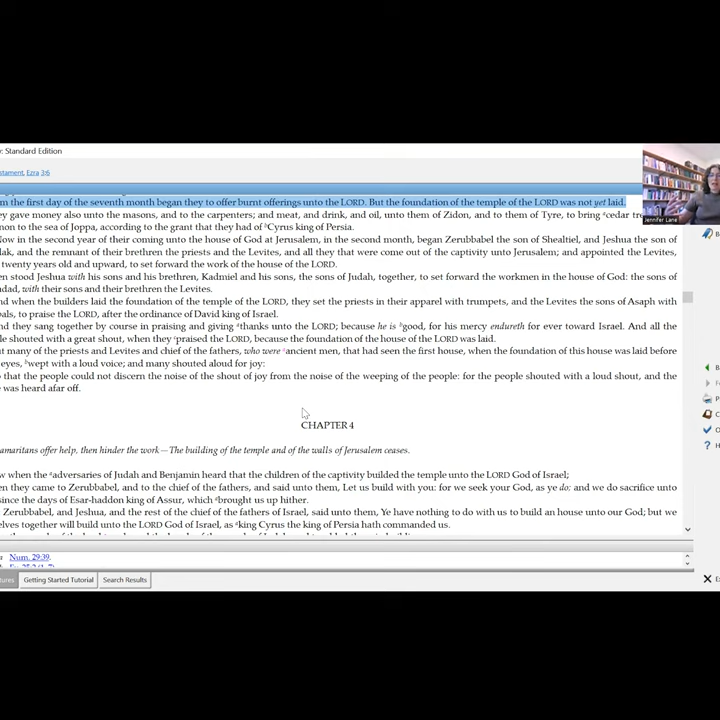 y: Standard Edition
stament, Ezra 3:6
m the first day of the seventh month began they to offer burnt offerings unto the LORD. But the foundation of the temple of the LORD was not yet laid.
ey gave money also unto the masons, and to the carpenters; and meat, and drink, and oil, unto them of Zidon, and to them of Tyre, to bring cedar tr
non to the sea of Joppa, according to the grant that they had of bCyrus king of Persia.
Now in the second year of their coming unto the house of God at Jerusalem, in the second month, began Zerubbabel the son of Shealtiel, and Jeshua the son of
dak, and the remnant of their brethren the priests and the Levites, and all they that were come out of the captivity unto Jerusalem; and appointed the Levites,
twenty years old and upward, to set forward the work of the house of the LORD.
en stood Jeshua with his sons and his brethren, Kadmiel and his sons, the sons of Judah, together, to set forward the workmen in the house of God: the sons of
dad, with their sons and their brethren the Levites.
nd when the builders laid the foundation of the temple of the LORD, they set the priests in their apparel with trumpets, and the Levites the sons of Asaph with
bals, to praise the LORD, after the ordinance of David king of Israel.
nd they sang together by course in praising and giving athanks unto the LORD; because he is bgood, for his mercy endureth for ever toward Israel. And all the
le shouted with a great shout, when they cpraised the LORD, because the foundation of the house of the LORD was laid.
t many of the priests and Levites and chief of the fathers, who were aancient men, that had seen the first house, when the foundation of this house was laid before
eyes, bwept with a loud voice; and many shouted aloud for joy:
o that the people could not discern the noise of the shout of joy from the noise of the weeping of the people: for the people shouted with a loud shout, and the
e was heard afar off.
CHAPTER 4
amaritans offer help, then hinder the work—The building of the temple and of the walls of Jerusalem ceases.
w when the aadversaries of Judah and Benjamin heard that the children of the captivity builded the temple unto the LORD God of Israel;
en they came to Zerubbabel, and to the chief of the fathers, and said unto them, Let us build with you: for we seek your God, as ye do; and we do sacrifice unto
since the days of Esar-haddon king of Assur, which abrought us up hither.
Zerubbabel, and Jeshua, and the rest of the chief of the fathers of Israel, said unto them, Ye have nothing to do with us to build an house unto our God; but we
elves together will build unto the LORD God of Israel, as aking Cyrus the king of Persia hath commanded us.
a Num. 29:39.
tures
Getting Started Tutorial
Search Results
Jennifer Lane